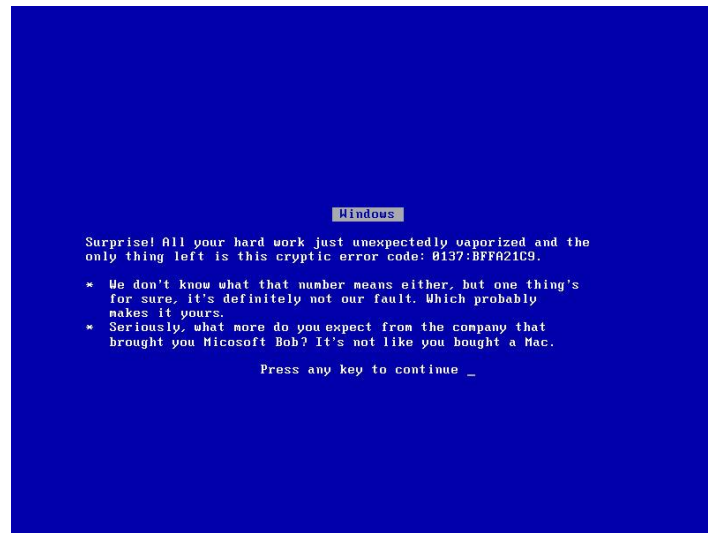 Windows
Surprise! All your hard work just unexpectedly vaporized and the
only thing left is this cryptic error code: 0137:BFFA21C9.
* We don't know what that number means either, but one thing's
for sure, it's definitely not our fault. Which probably
makes it yours.
* Seriously, what more do you expect from the company that
brought you Micosoft Bob? It's not like you bought a Mac.
Press any key to continue _